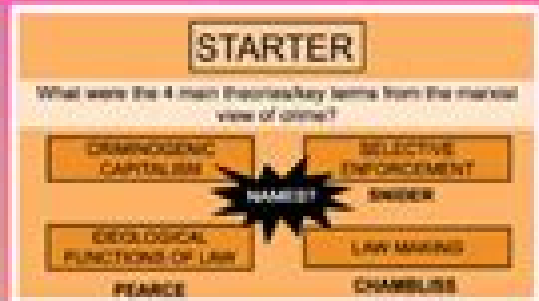 STARTER
What were the 4 main theories/key terms from the marxist
view of crime?
CRIMINOGENIC
CAPITALISM
SELECTIVE
ENFORCEMENT
NAMES?
SNIDER
IDEOLOGICAL
FUNCTIONS OF LAW
LAW MAKING
PEARCE
CHAMBLISS